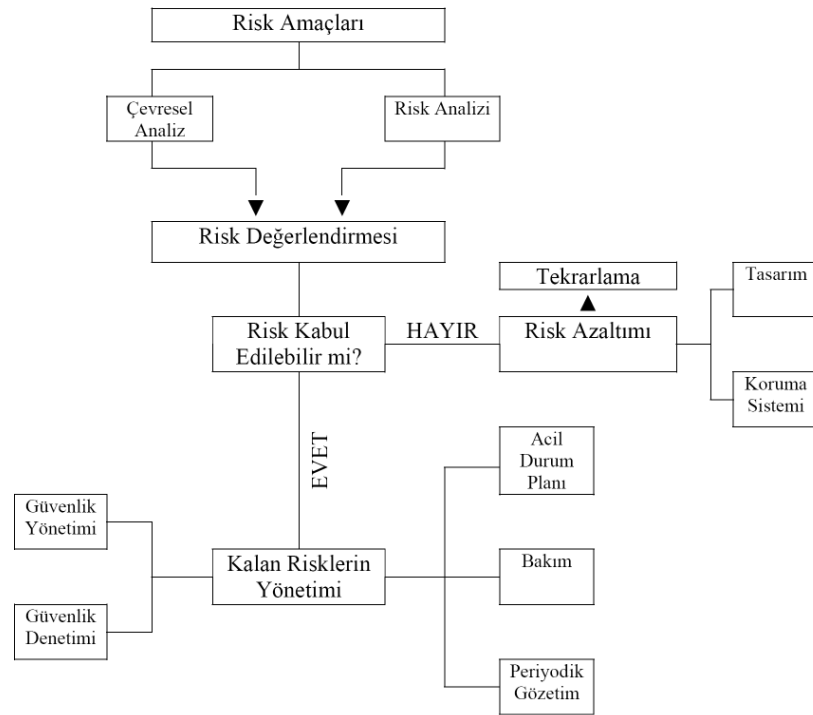 Risk Amaçları
Çevresel
Analiz
Risk Analizi
Risk Değerlendirmesi
Tekrarlama
Tasarım
Risk Kabul
Edilebilir mi?
HAYIR
Risk Azaltımı
Koruma
Sistemi
EVET
Acil
Durum
Planı
Güvenlik
Yönetimi
Kalan Risklerin
Yönetimi
Bakım
Güvenlik
Denetimi
Periyodik
Gözetim